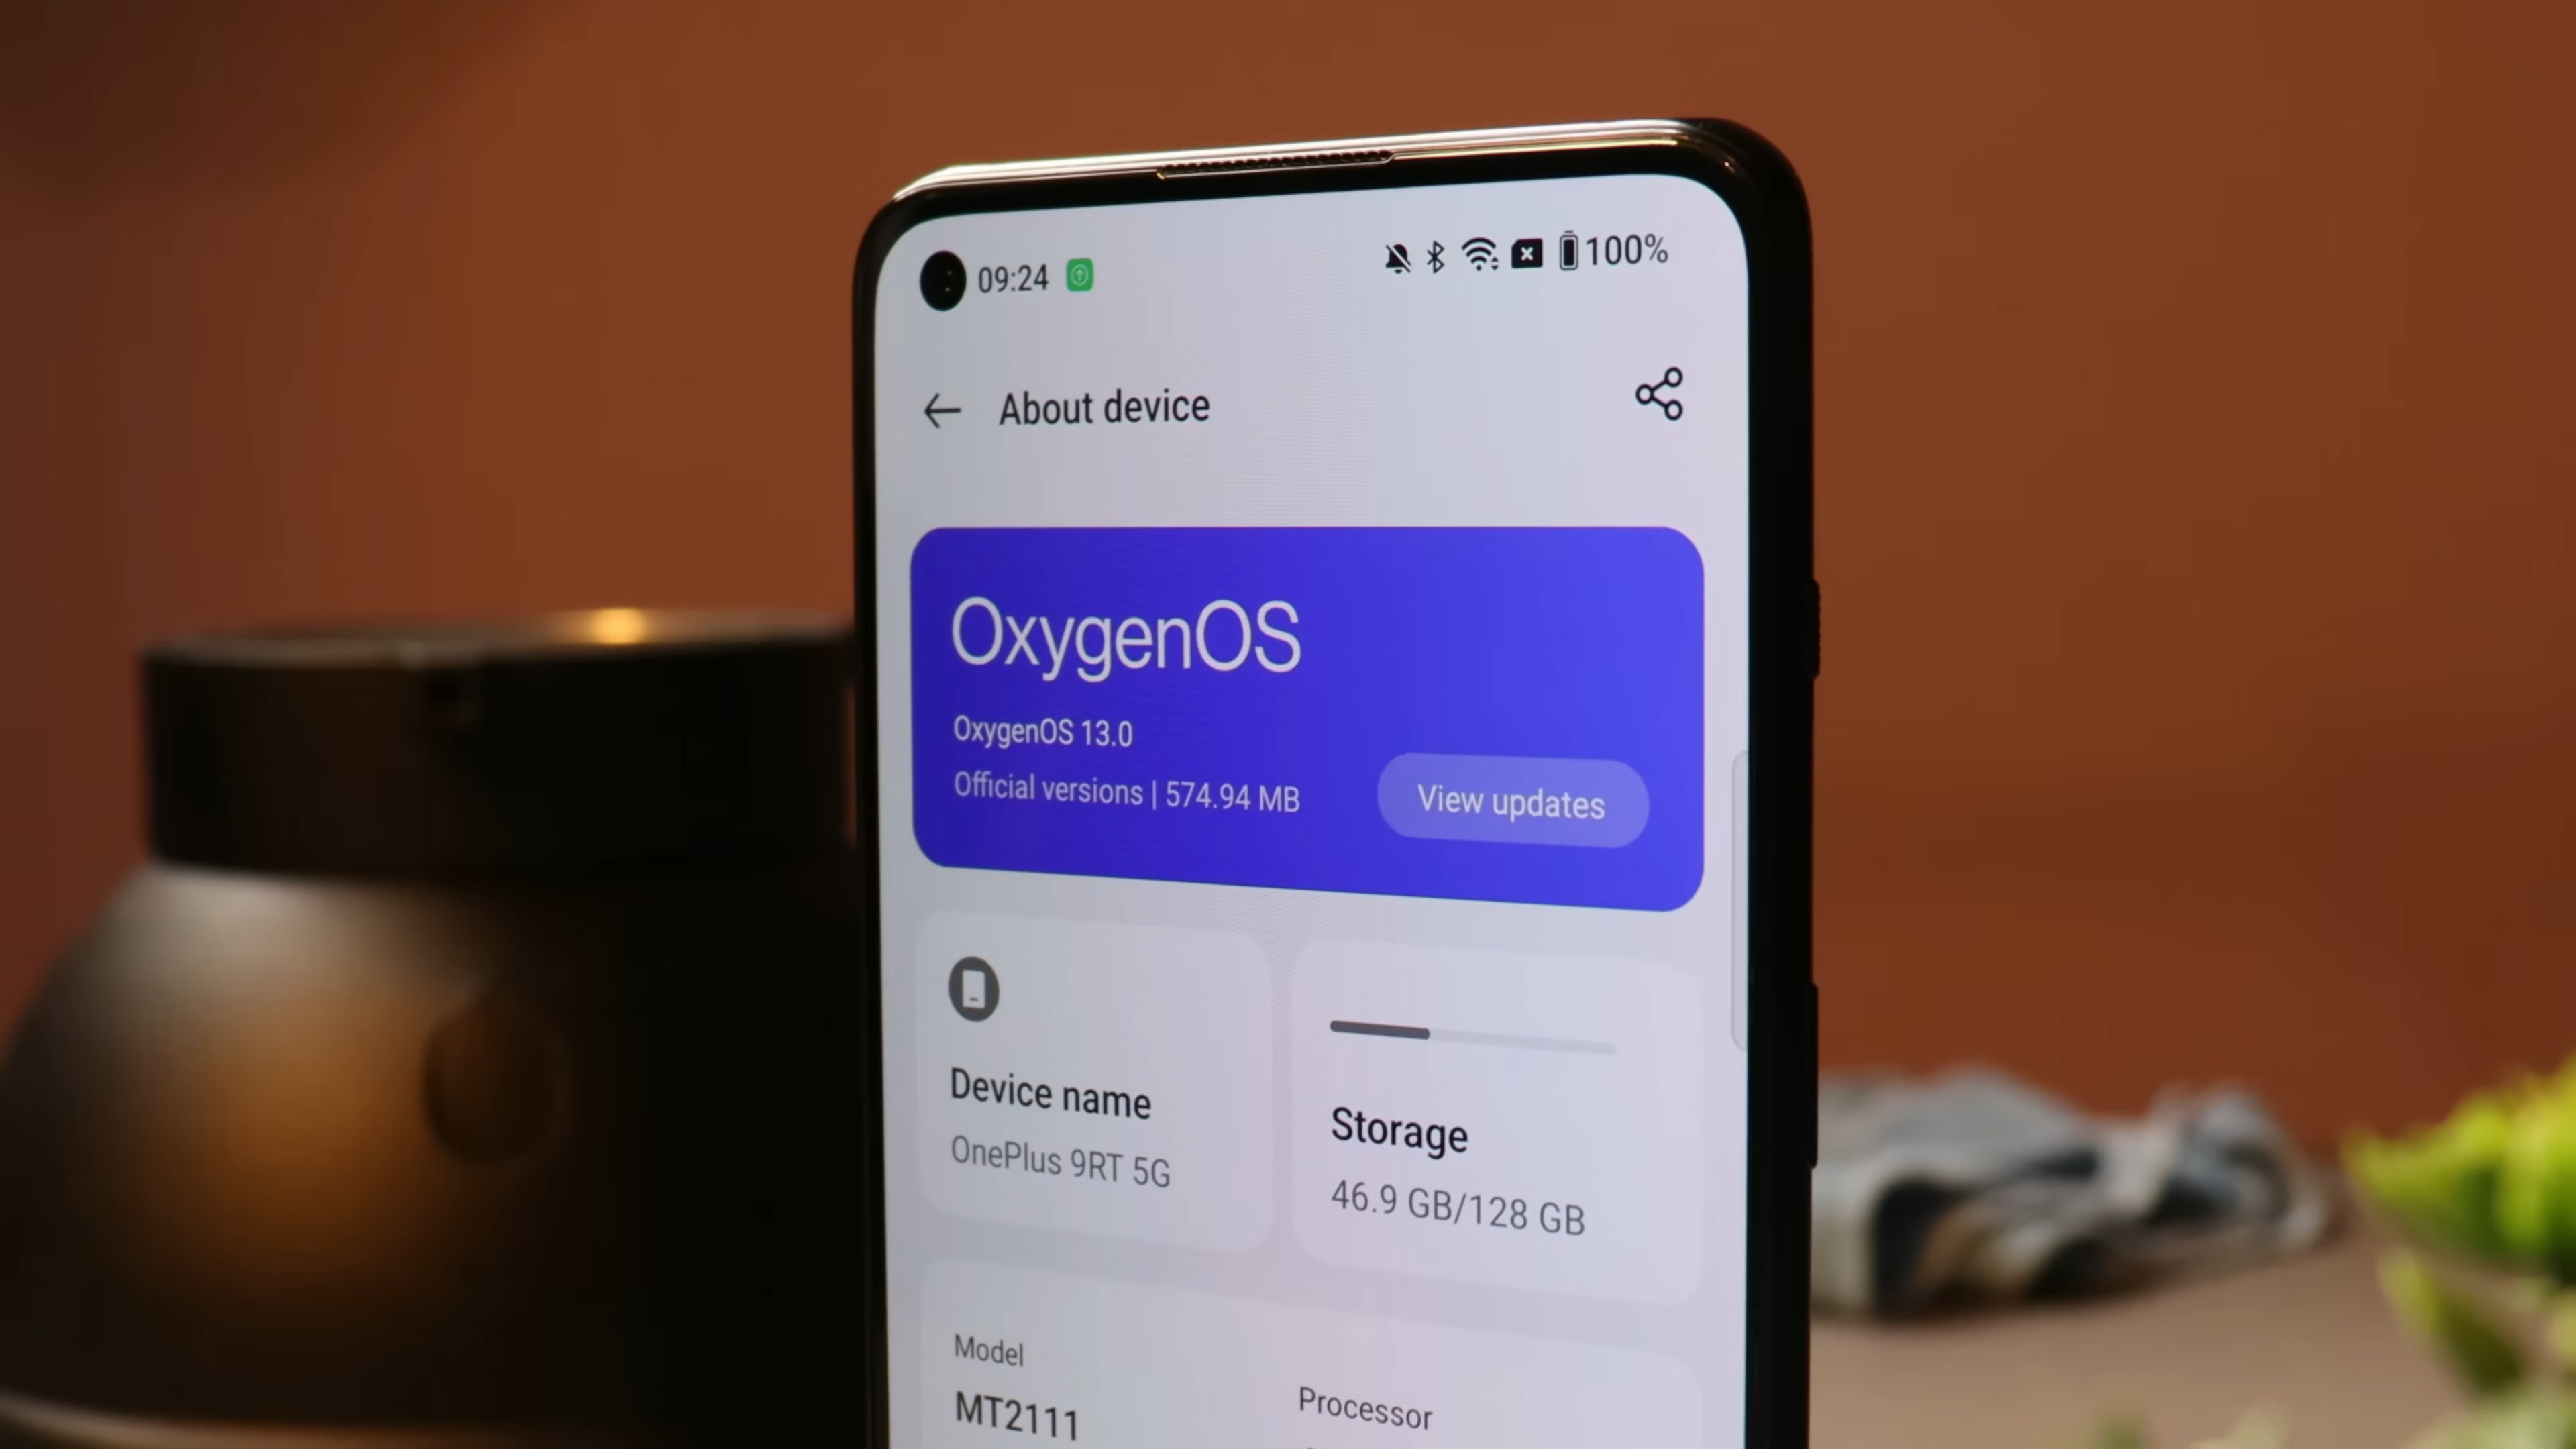 09:24
100%
About device
OxygenOS
OxygenOS 13.0
Official versions | 574.94 MB
View updates
Device name
OnePlus 9RT 5G
Storage
46.9 GB/128 GB
Model
MT2111
Processor